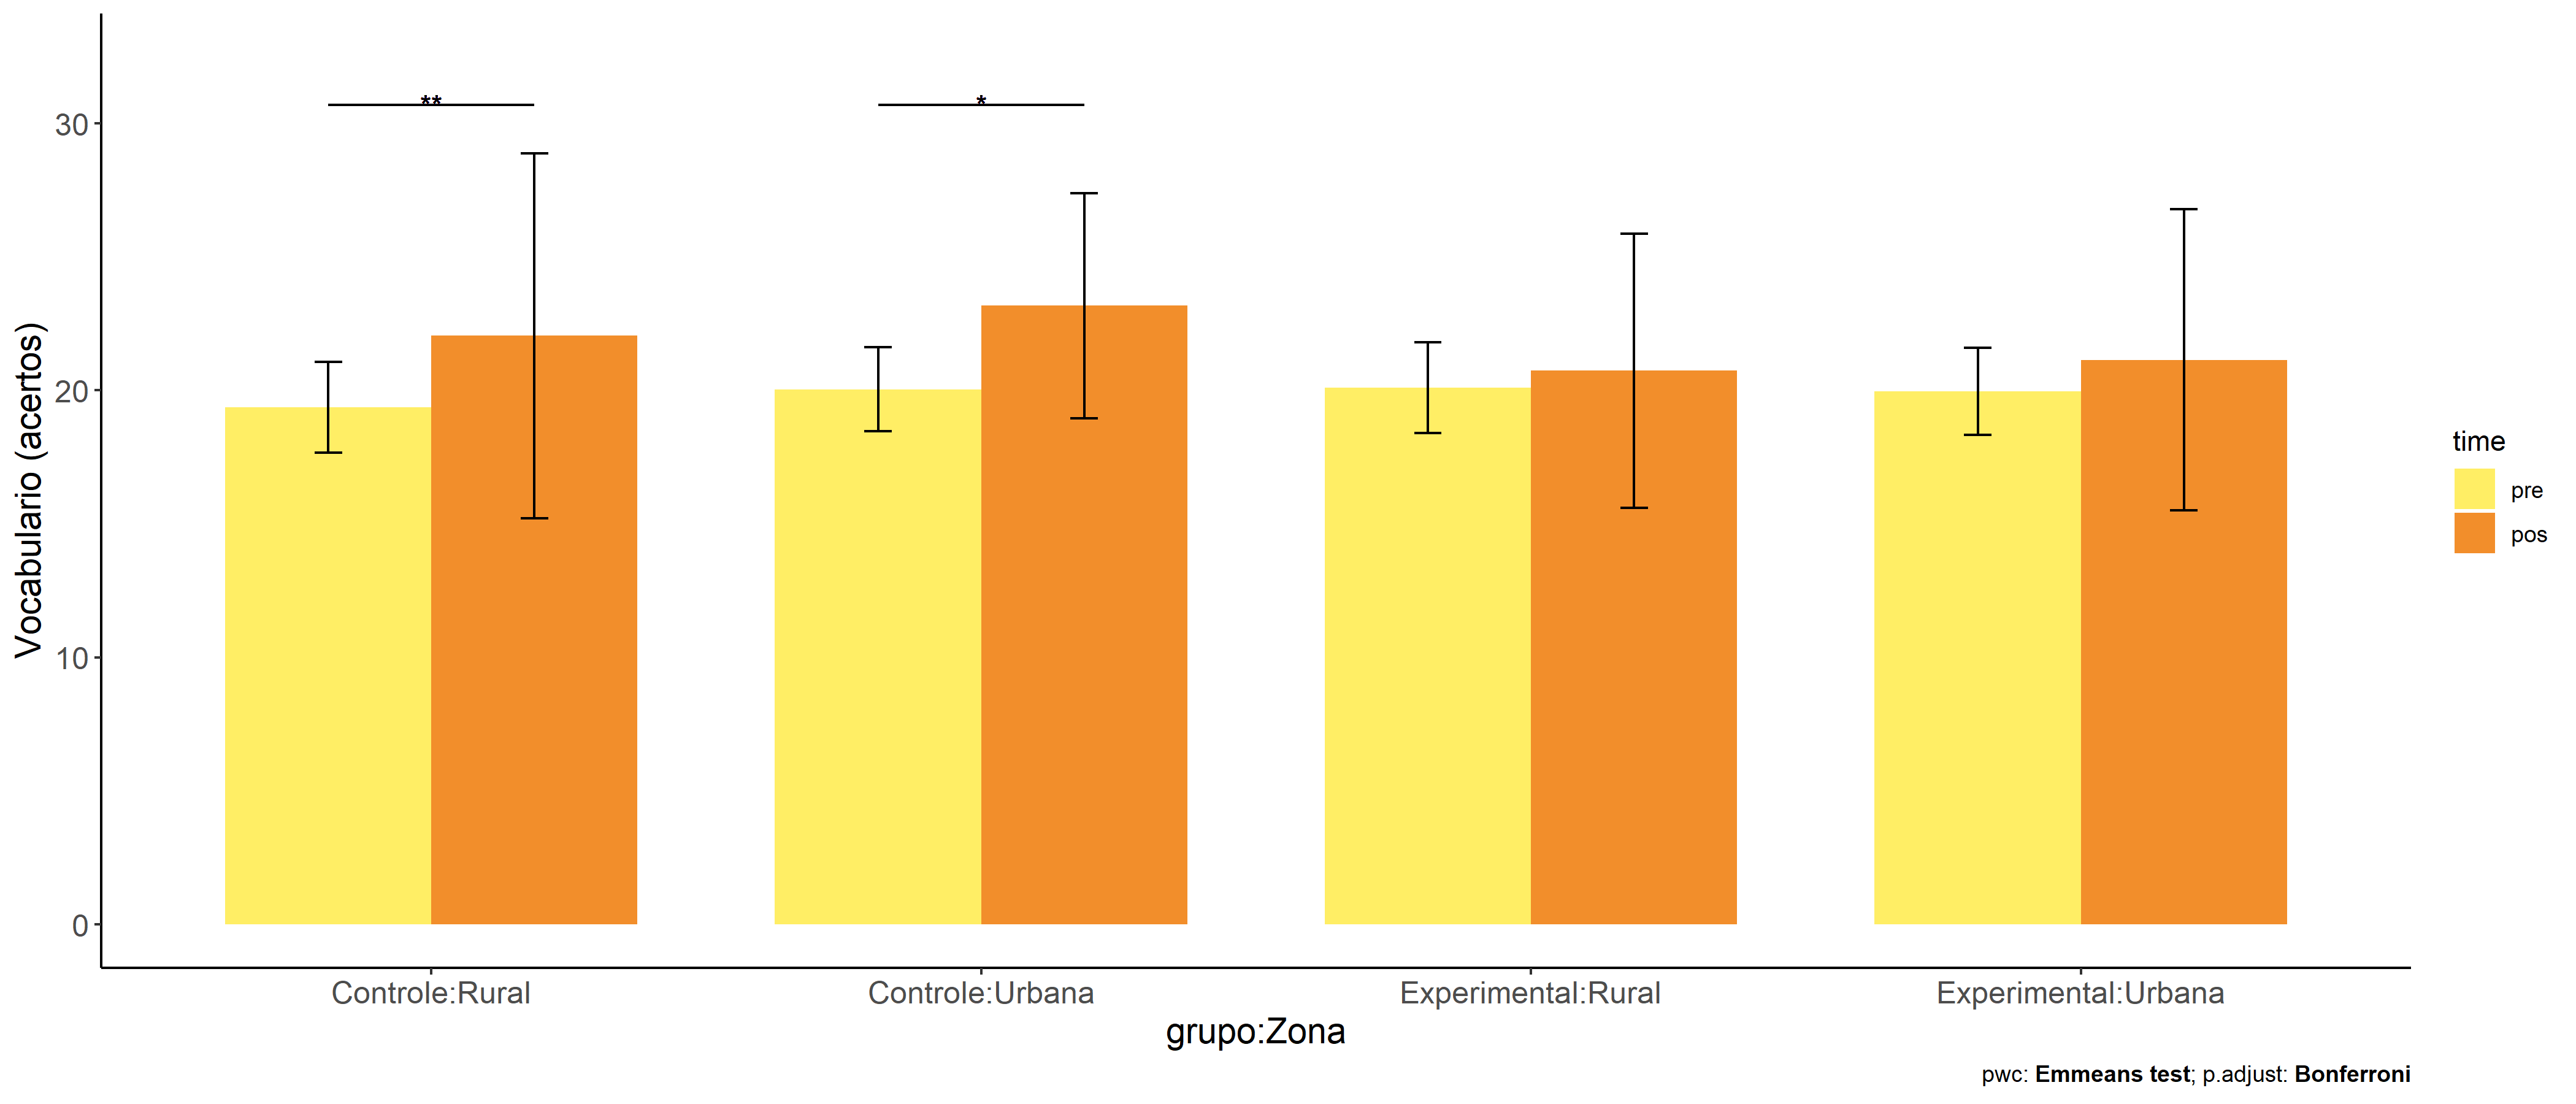 **
*
30
20
10
0
Vocabulario (acertos)
Controle:Rural
Controle:Urbana
Experimental:Rural
Experimental:Urbana
grupo:Zona
time
pre
pos
pwc: Emmeans test; p.adjust: Bonferroni